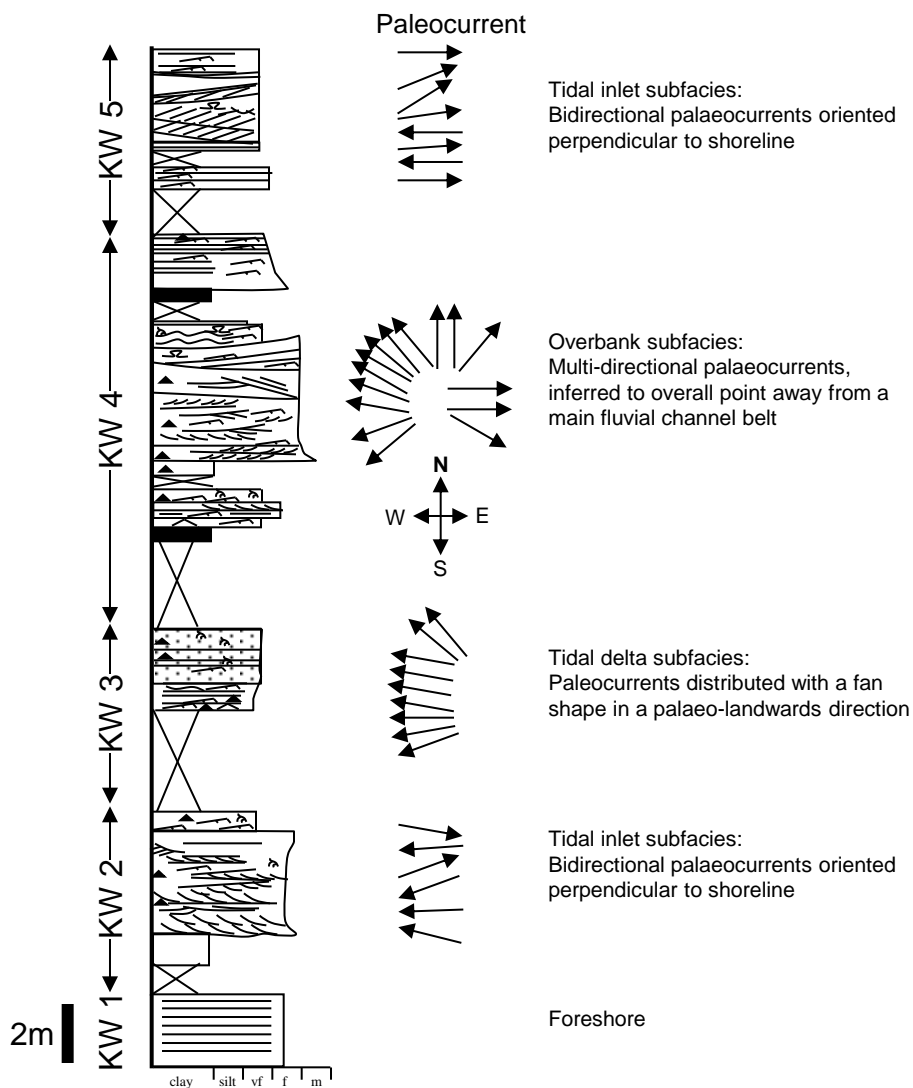 Paleocurrent
KW 5
Tidal inlet subfacies:
Bidirectional palaeocurrents oriented
perpendicular to shoreline
KW 4
Overbank subfacies:
Multi-directional palaeocurrents,
inferred to overall point away from a
main fluvial channel belt
N
W E
S
KW 3
Tidal delta subfacies:
Paleocurrents distributed with a fan
shape in a palaeo-landwards direction
KW 2
Tidal inlet subfacies:
Bidirectional palaeocurrents oriented
perpendicular to shoreline
KW 1
Foreshore
2m
clay silt vf f m